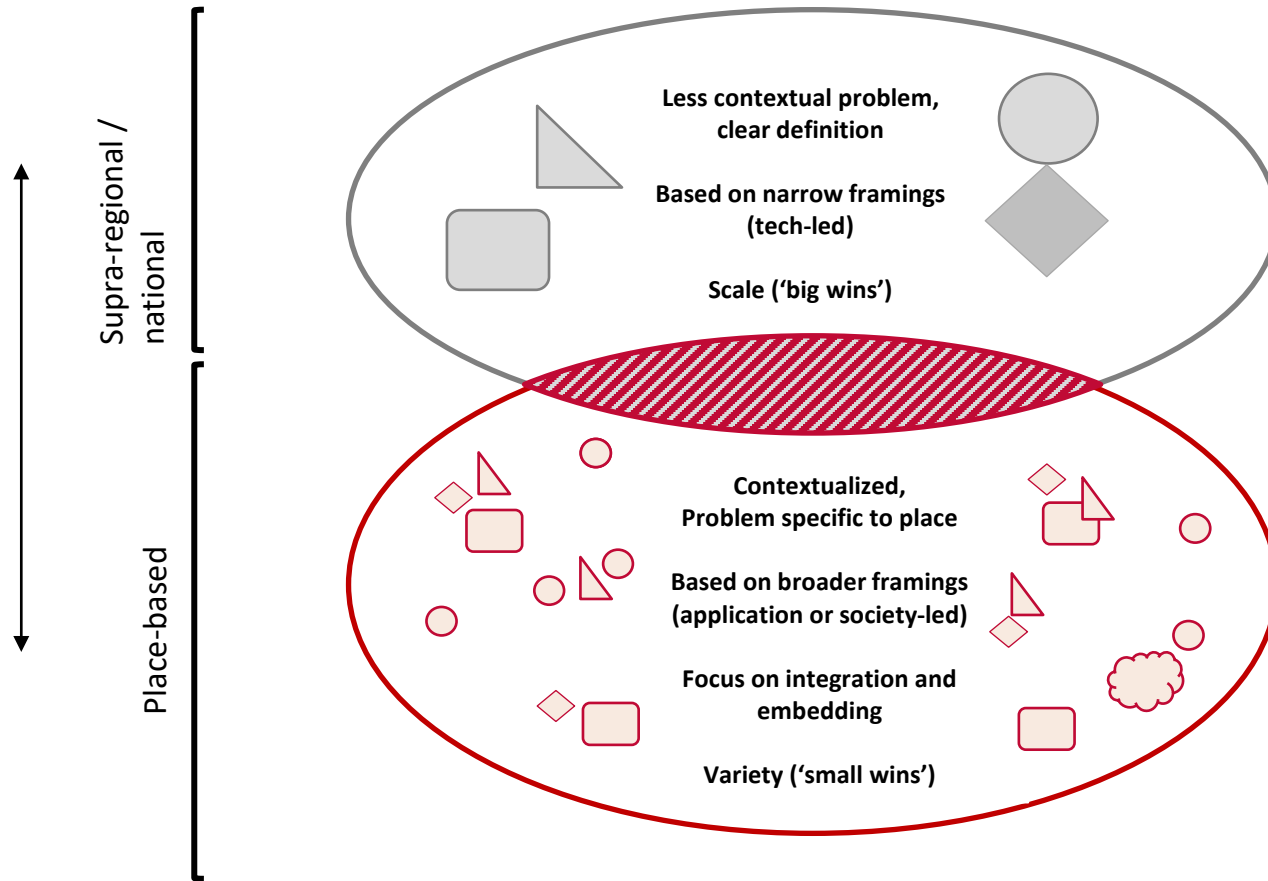 Supra-regional /
national
Less contextual problem,
clear definition
Based on narrow framings
(tech-led)
Scale (‘big wins’)
Place-based
Contextualized,
Problem specific to place
Based on broader framings
(application or society-led)
Focus on integration and
embedding
Variety (‘small wins’)